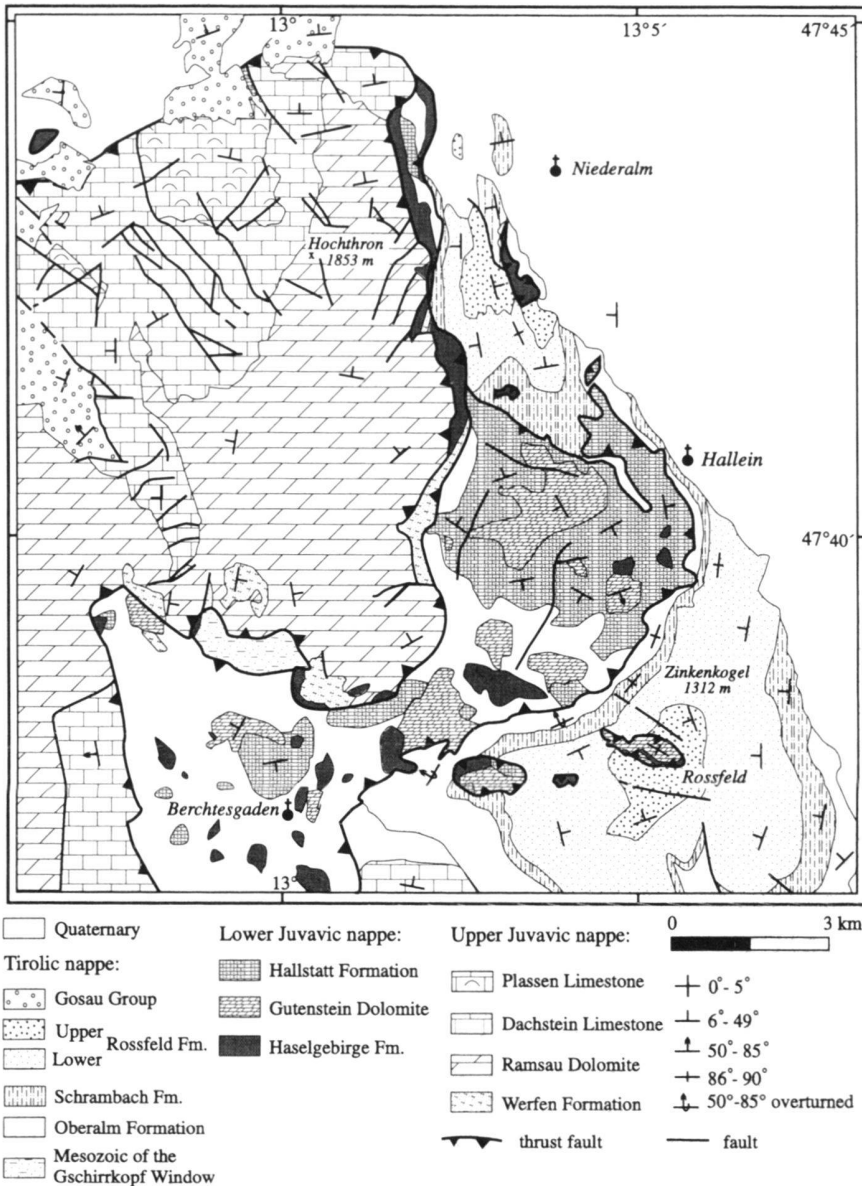 13°
13°5´
47°45´
Niederalm
Hochthron
x 1853 m
Hallein
47°40´
Zinkenkogel
1312 m
Rossfeld
Berchtesgaden
13°
Quaternary
Tirolic nappe:
Gosau Group
Upper
Lower
Rossfeld Fm.
Schrambach Fm.
Oberalm Formation
Mesozoic of the
Gschirrkopf Window
Lower Juvavic nappe:
Hallstatt Formation
Gutenstein Dolomite
Haselgebirge Fm.
Upper Juvavic nappe:
Plassen Limestone
Dachstein Limestone
Ramsau Dolomite
Werfen Formation
thrust fault
fault
0 3 km
0°- 5°
6°- 49°
50°- 85°
86°- 90°
50°-85° overturned